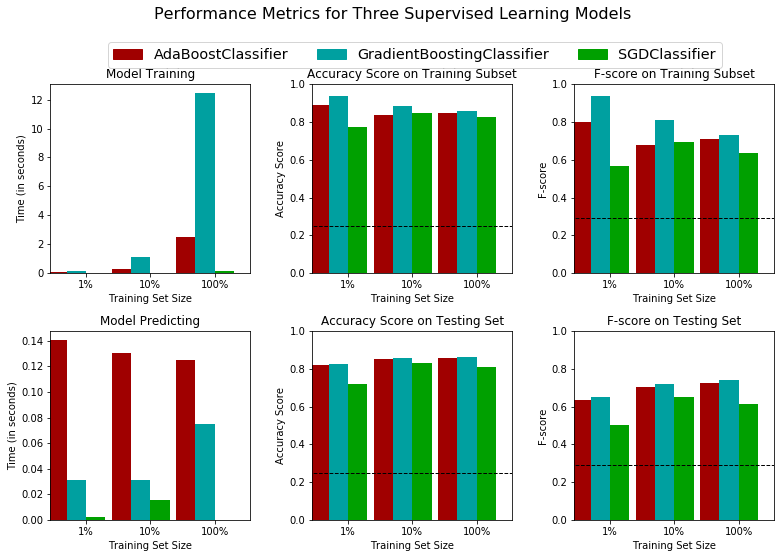 Performance Metrics for Three Supervised Learning Models
AdaBoostClassifier GradientBoostingClassifier SGDClassifier
Model Training
Time (in seconds)
12
10
8
6
4
2
0
1% 10% 100%
Training Set Size
Accuracy Score on Training Subset
Accuracy Score
1.0
0.8
0.6
0.4
0.2
0.0
1% 10% 100%
Training Set Size
F-score on Training Subset
F-score
1.0
0.8
0.6
0.4
0.2
0.0
1% 10% 100%
Training Set Size
Model Predicting
Time (in seconds)
0.14
0.12
0.10
0.08
0.06
0.04
0.02
0.00
1% 10% 100%
Training Set Size
Accuracy Score on Testing Set
Accuracy Score
1.0
0.8
0.6
0.4
0.2
0.0
1% 10% 100%
Training Set Size
F-score on Testing Set
F-score
1.0
0.8
0.6
0.4
0.2
0.0
1% 10% 100%
Training Set Size